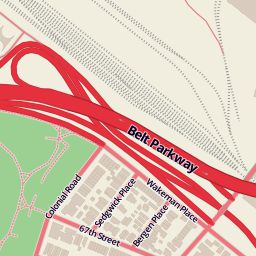 Belt Parkway
Colonial Road
Sedgwick Place
Wakeman Place
Bergen Place
67th Street